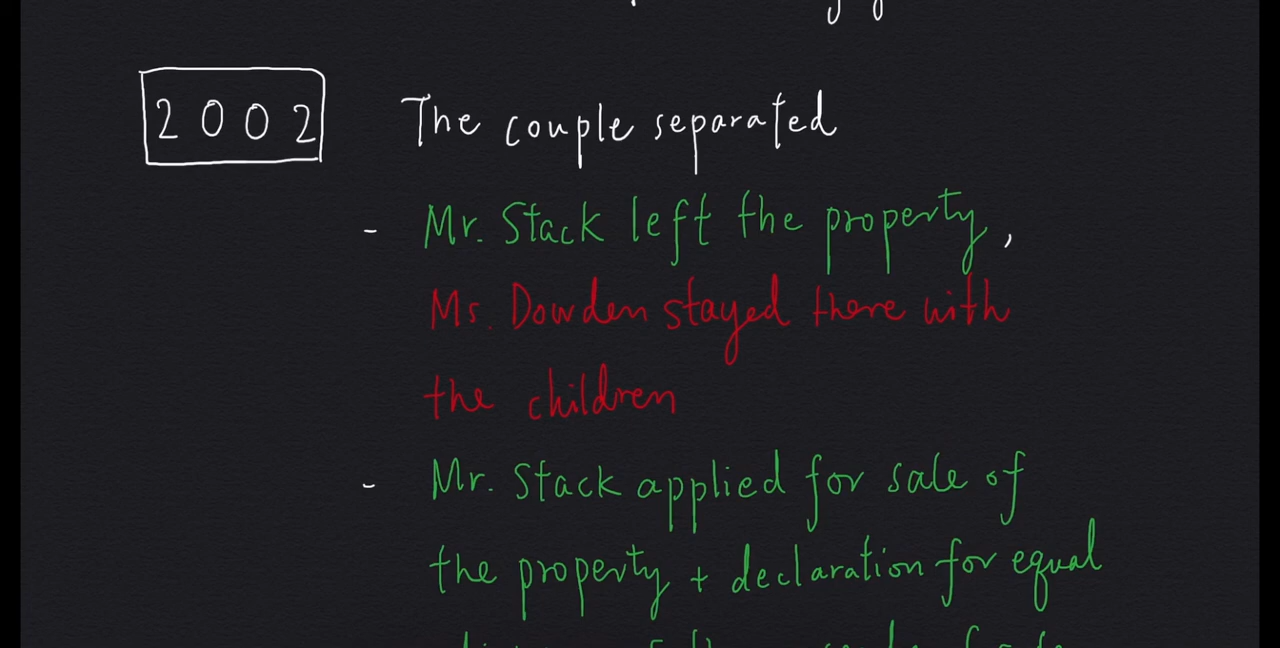 2002 The couple separated
- Mr. Stack left the property,
Ms. Dowden stayed there with
the children
- Mr. Stack applied for sale of
the property + declaration for equal